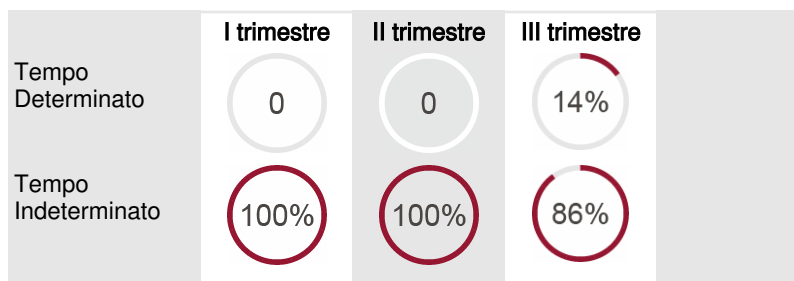 I trimestre II trimestre III trimestre
Tempo
Determinato
0 0 14%
Tempo
Indeterminato
100% 100% 86%